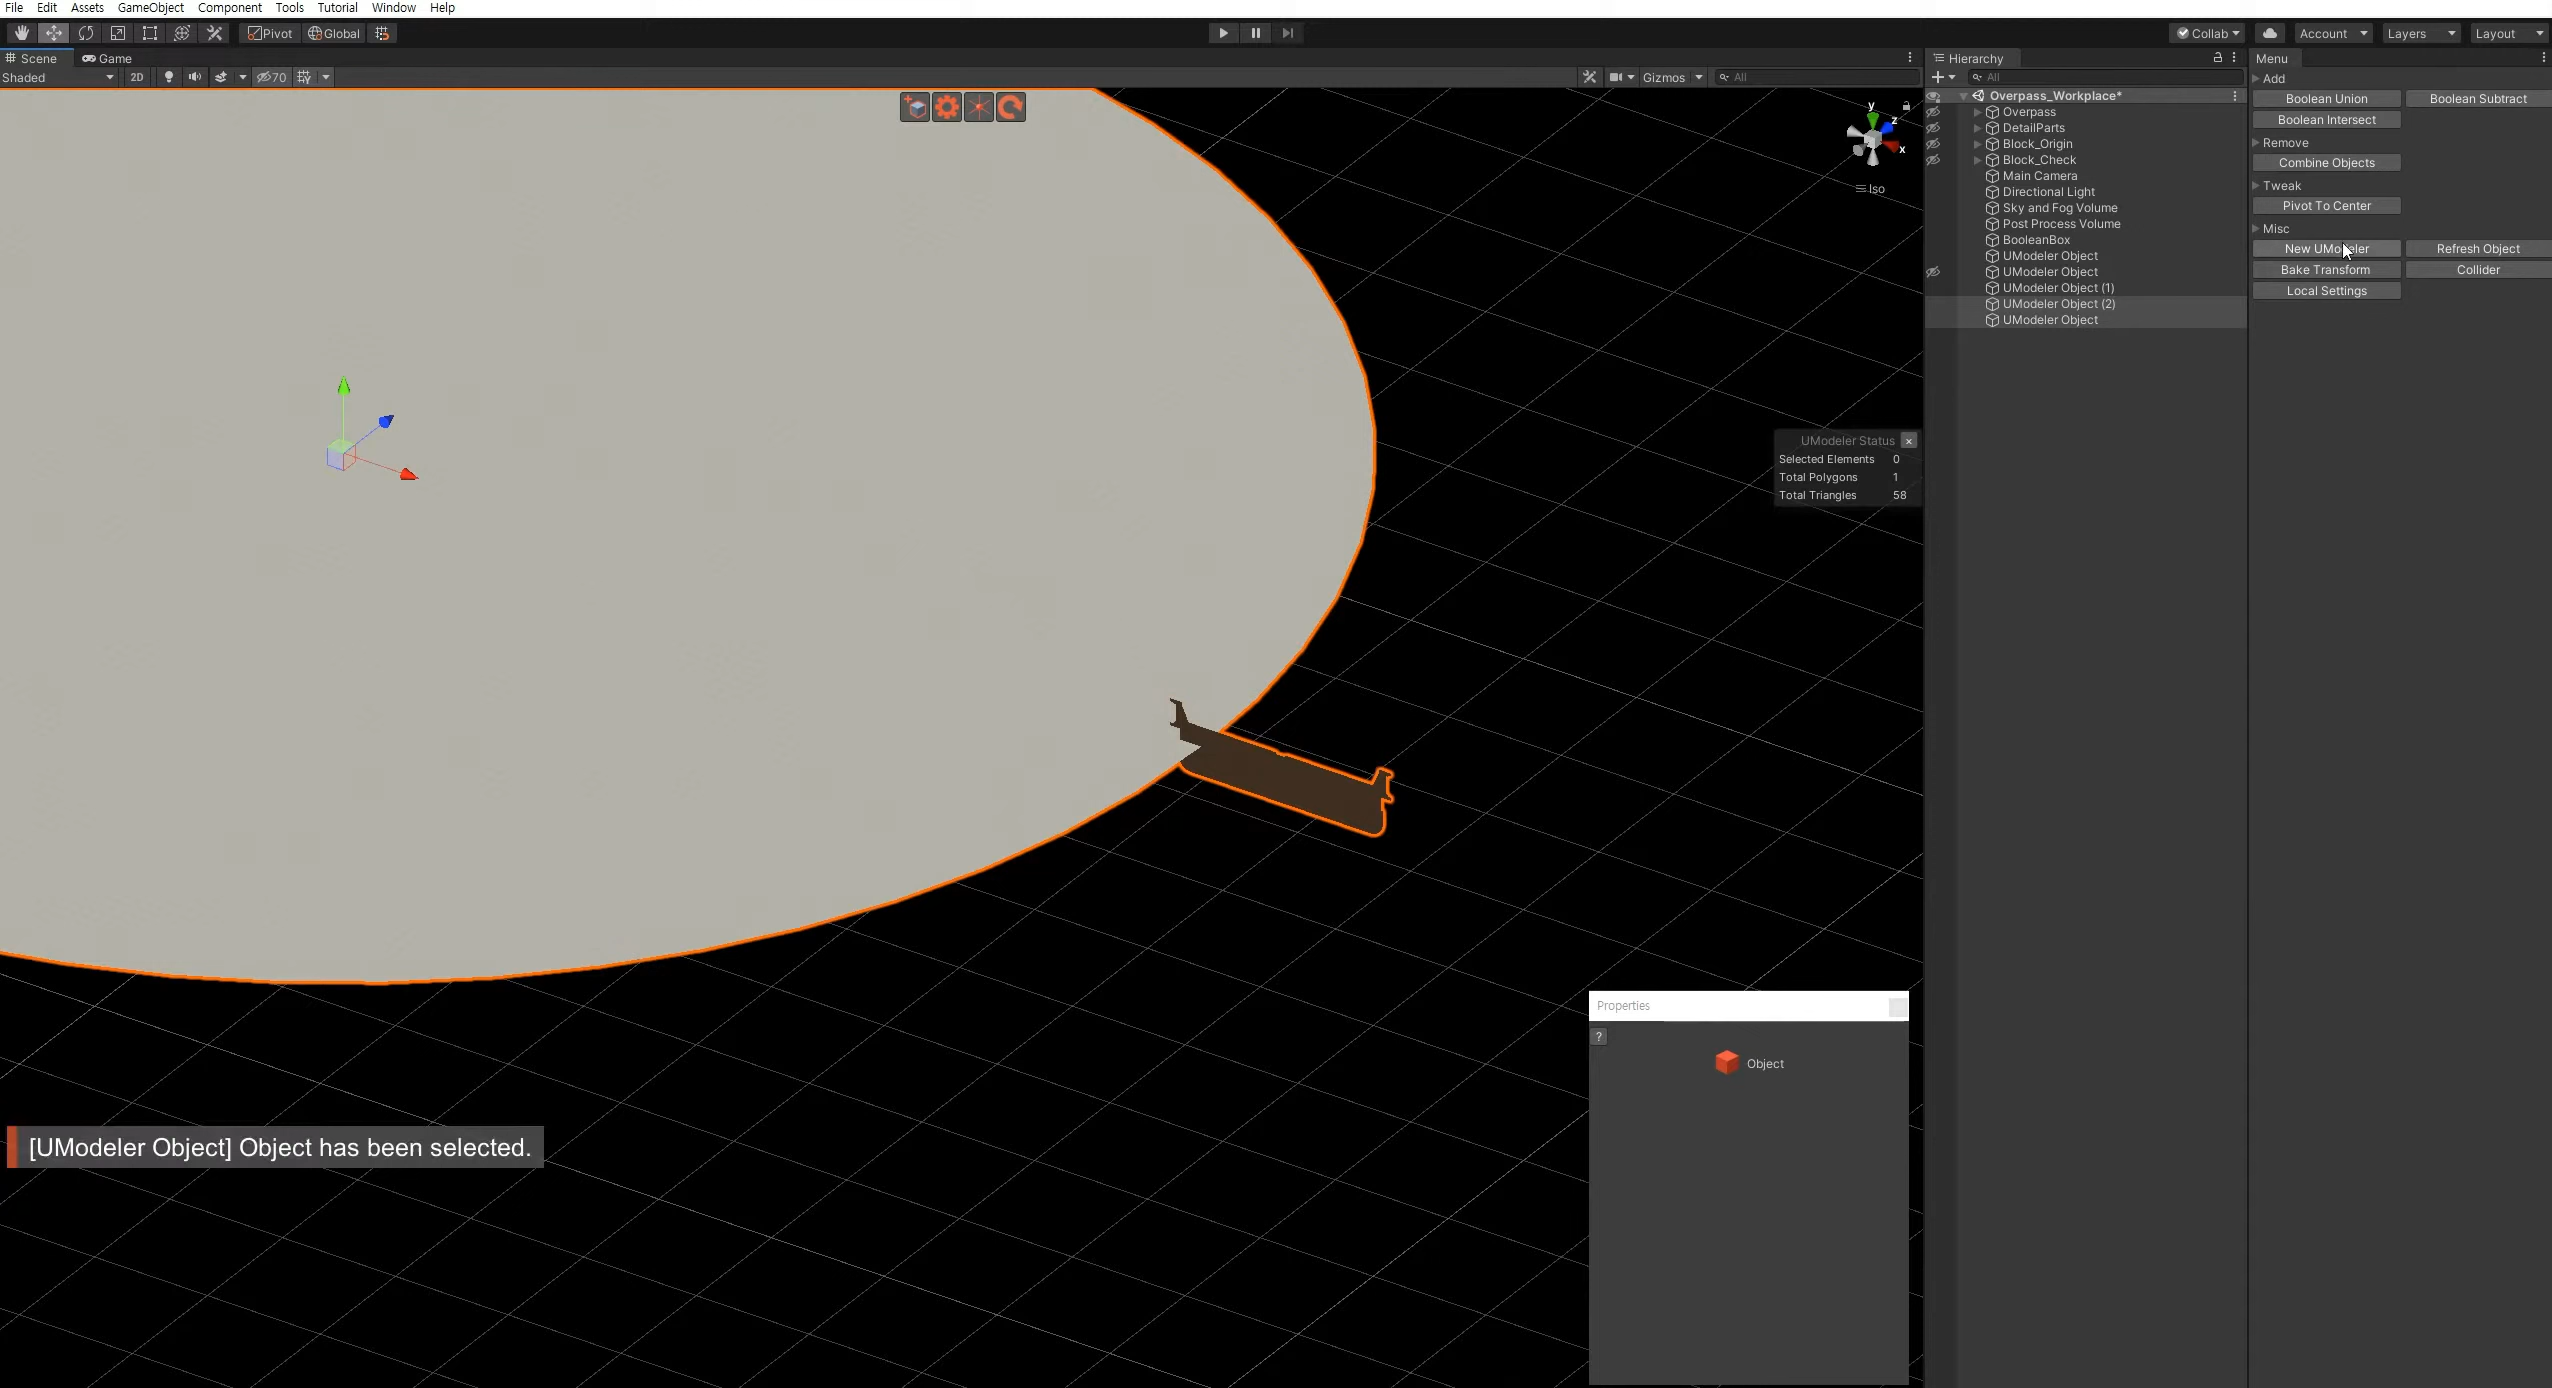 File Edit Assets GameObject Component Tools Tutorial Window Help
Pivot Global Collab Account Layers Layout
Scene Game
Shaded 2D 70 Gizmos All
y
z
x
Iso
UModeler Status
Selected Elements 0
Total Polygons 1
Total Triangles 58
Properties
?
Object
[UModeler Object] Object has been selected.
Hierarchy
All
Overpass_Workplace*
Overpass
DetailParts
Block_Origin
Block_Check
Main Camera
Directional Light
Sky and Fog Volume
Post Process Volume
BooleanBox
UModeler Object
UModeler Object
UModeler Object (1)
UModeler Object (2)
UModeler Object
Menu
Add
Boolean Union Boolean Subtract
Boolean Intersect
Remove
Combine Objects
Tweak
Pivot To Center
Misc
New UModeler Refresh Object
Bake Transform Collider
Local Settings